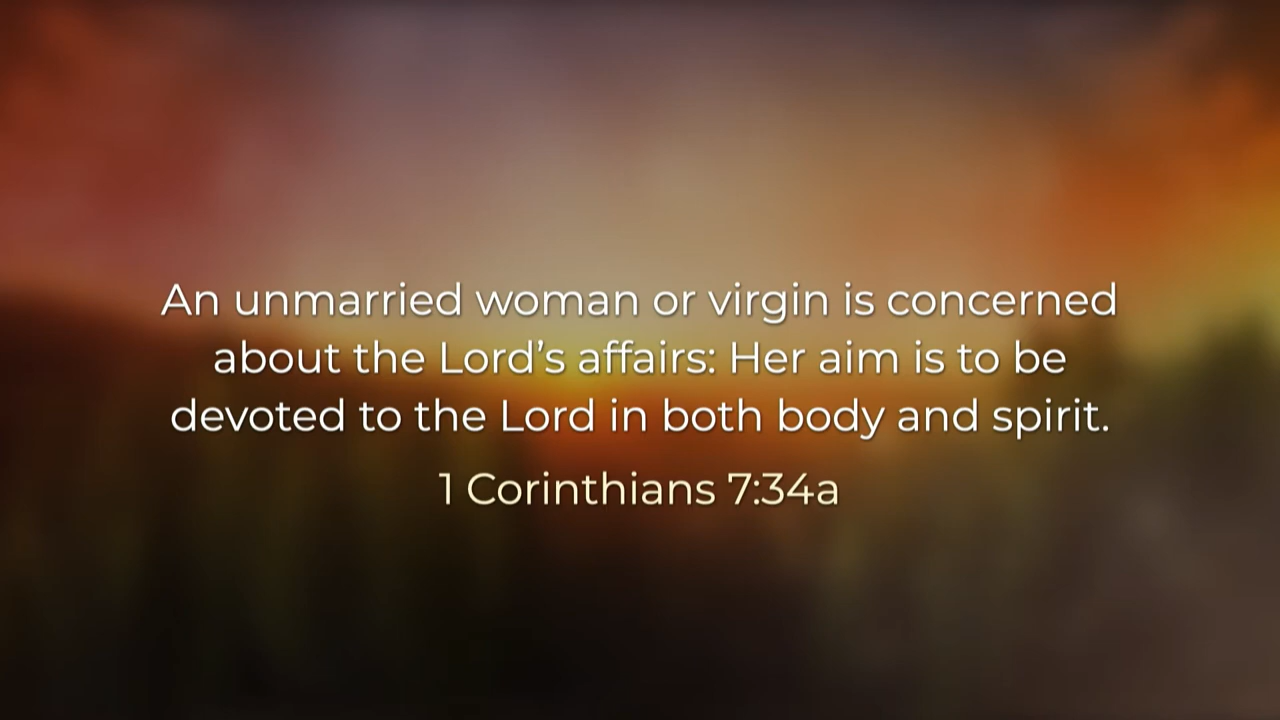 An unmarried woman or virgin is concerned
about the Lord’s affairs: Her aim is to be
devoted to the Lord in both body and spirit.
1 Corinthians 7:34a